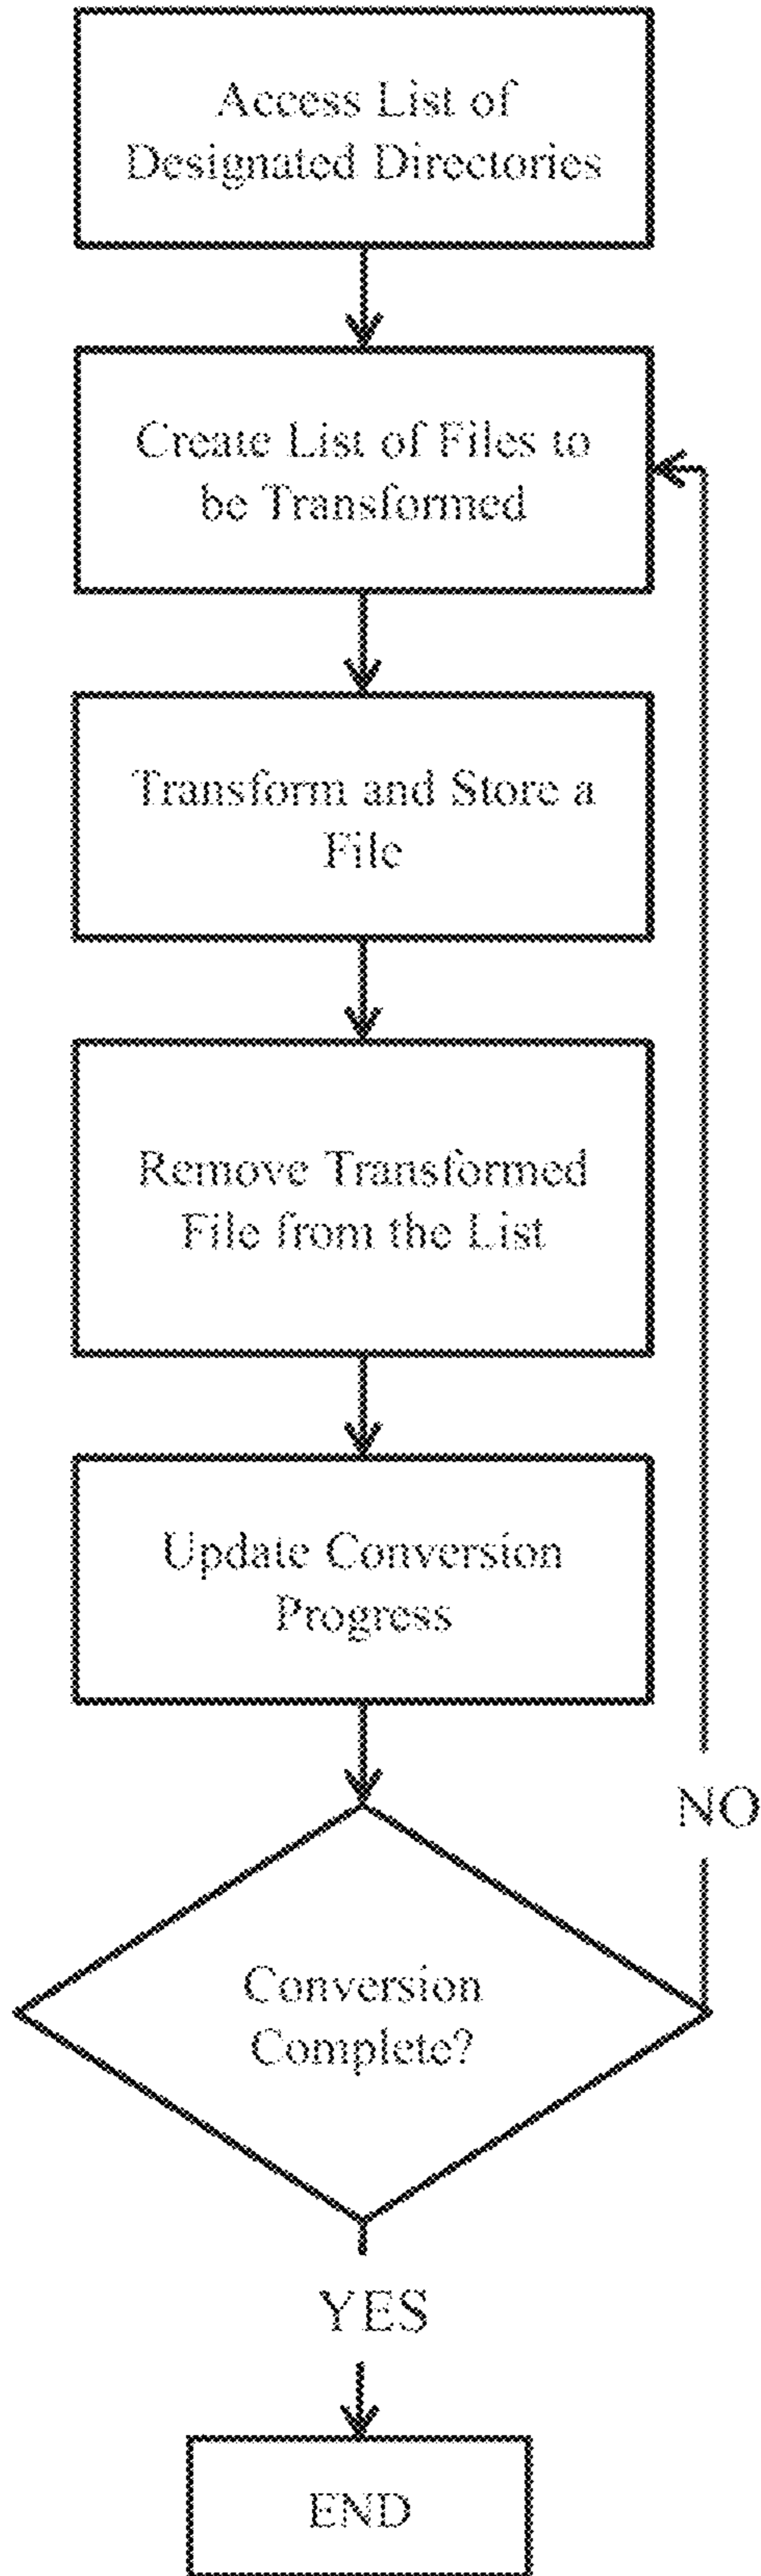 Access List of
Designated Directories
Create List of Files to
be Transformed
Transform and Store a
File
Remove Transformed
File from the List
Update Conversion
Progress
NO
Conversion
Complete?
YES
END